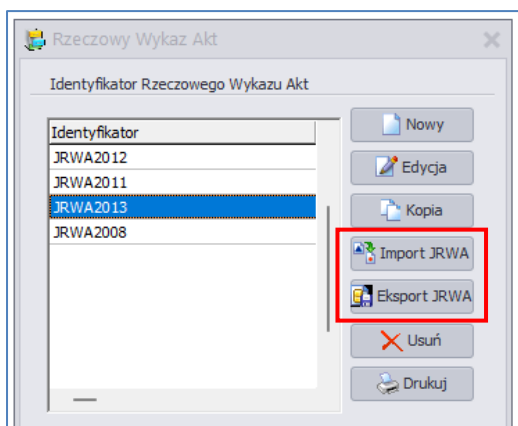 Rzeczowy Wykaz Akt
Identyfikator Rzeczowego Wykazu Akt
Identyfikator
JRWA2012
JRWA2011
JRWA2013
JRWA2008
Nowy
Edycja
Kopia
Import JRWA
Eksport JRWA
Usuń
Drukuj